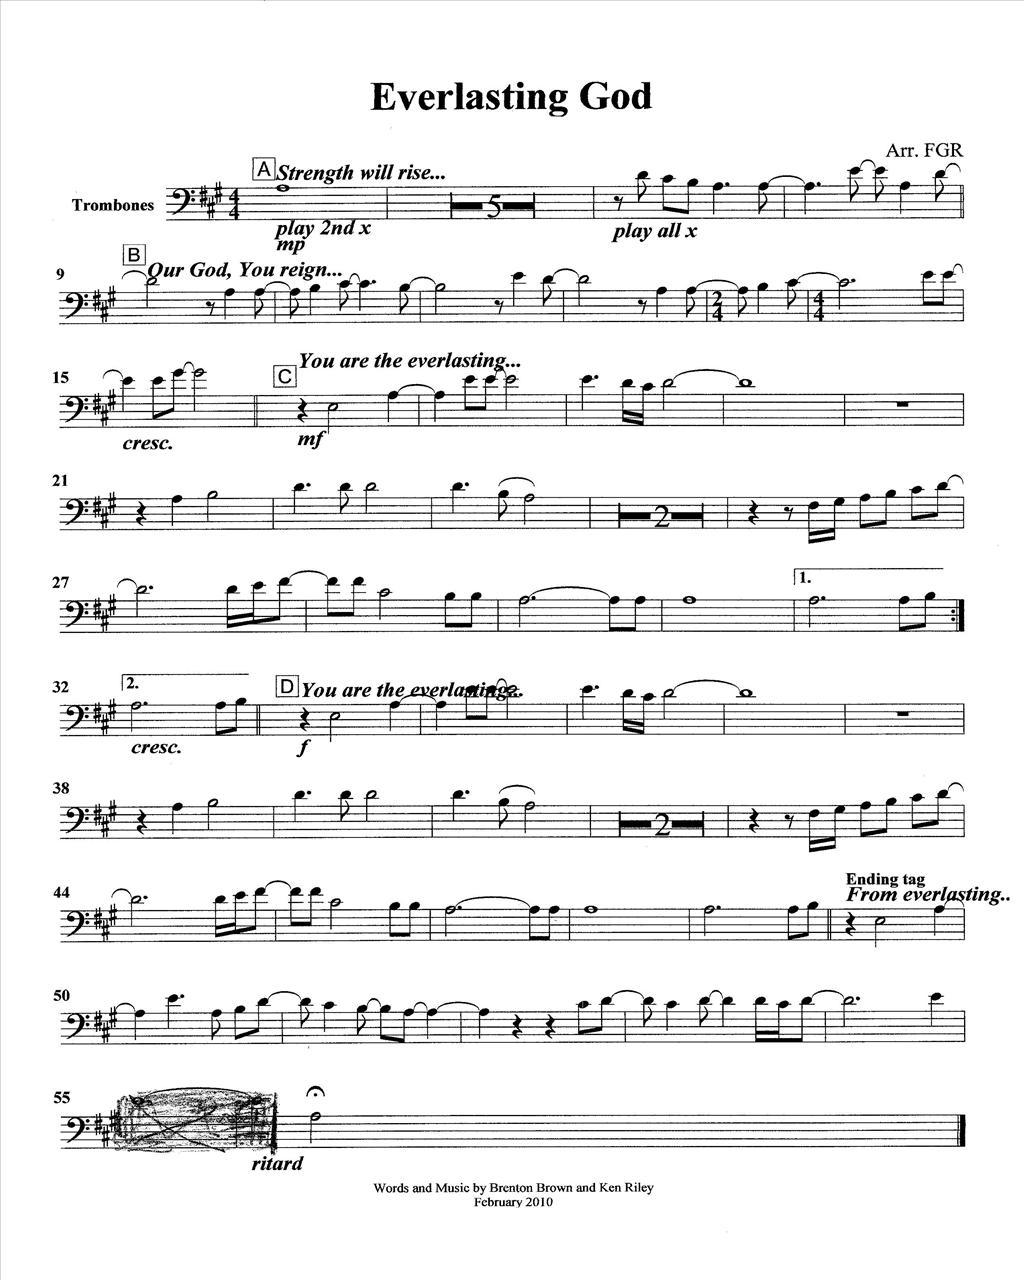 Everlasting God
Arr. FGR
A Strength will rise...
Trombones
4
4
5
play 2nd x
mp
play all x
B Our God, You reign...
9
2
4
4
4
15
C You are the everlasting...
cresc.
mf
21
2
27
1.
32
2.
D You are the everlasting...
cresc.
f
38
2
44
Ending tag
From everlasting..
50
55
ritard
Words and Music by Brenton Brown and Ken Riley
February 2010